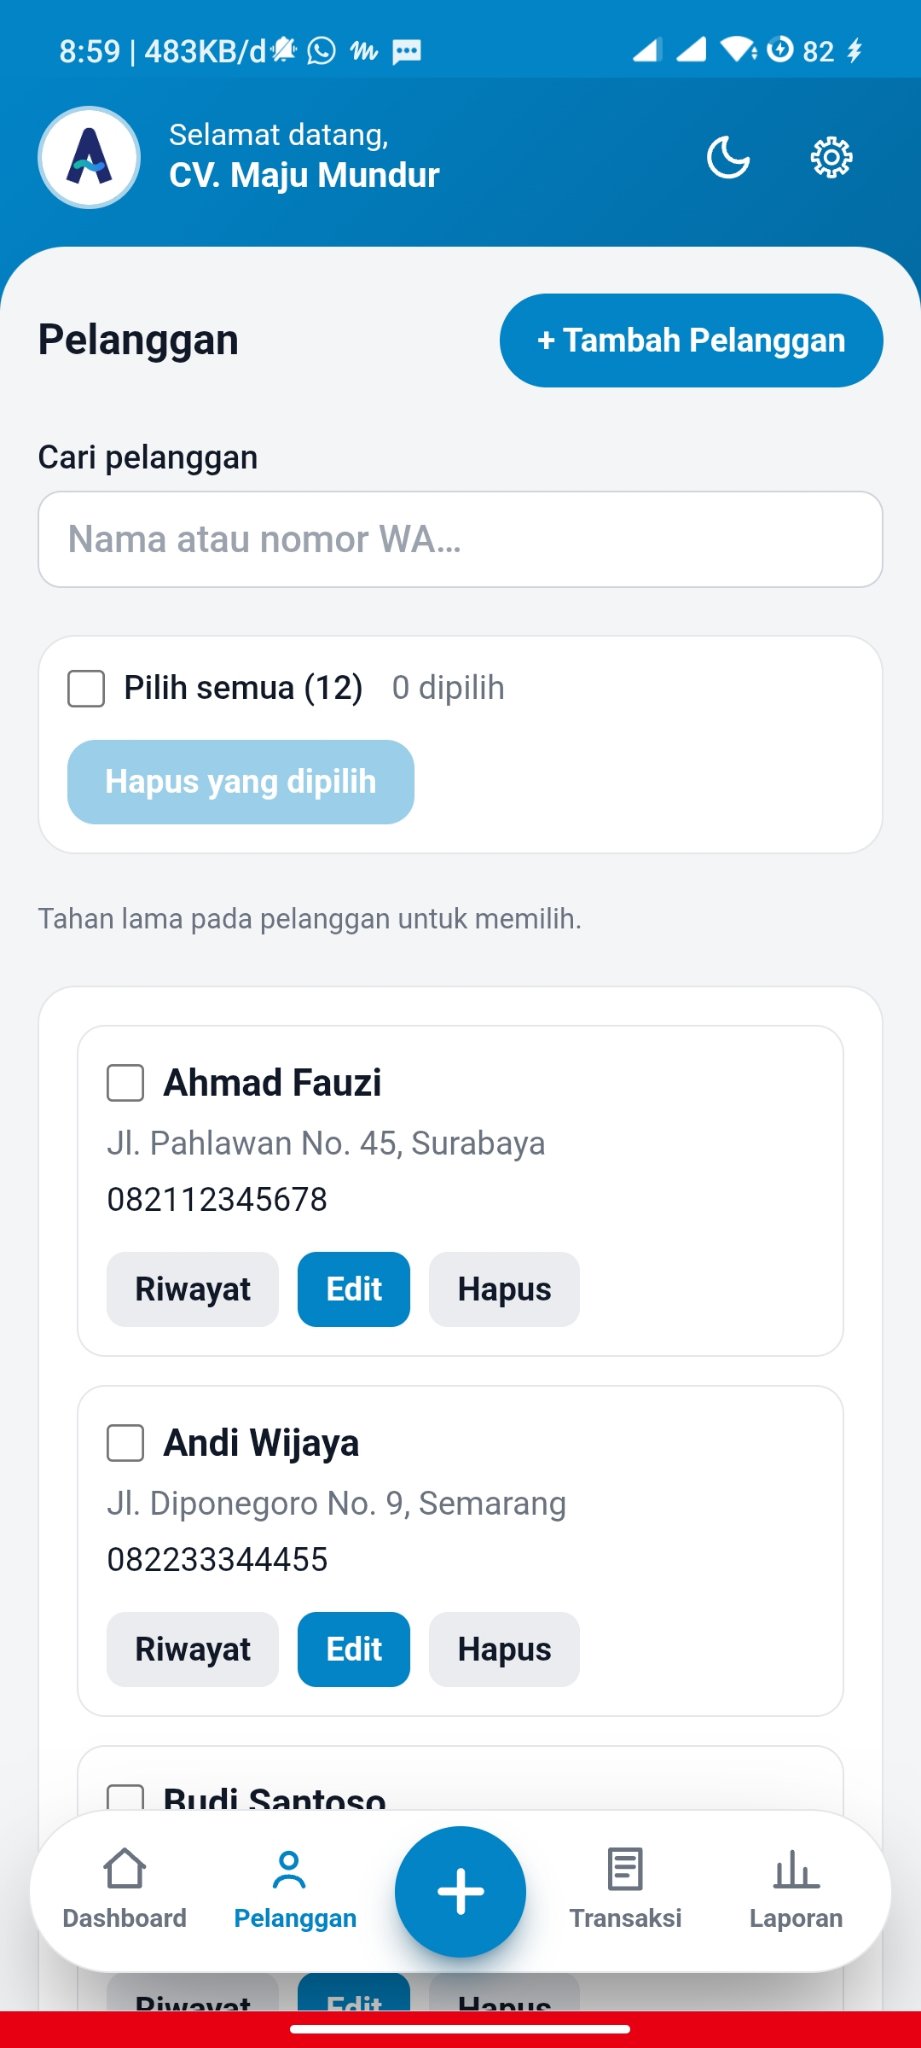 8:59 | 483KB/d
82
Selamat datang,
CV. Maju Mundur
Pelanggan
+ Tambah Pelanggan
Cari pelanggan
Nama atau nomor WA...
Pilih semua (12) 0 dipilih
Hapus yang dipilih
Tahan lama pada pelanggan untuk memilih.
Ahmad Fauzi
Jl. Pahlawan No. 45, Surabaya
082112345678
Riwayat Edit Hapus
Andi Wijaya
Jl. Diponegoro No. 9, Semarang
082233344455
Riwayat Edit Hapus
Budi Santoso
Dashboard Pelanggan Transaksi Laporan
Riwayat Edit Hapus